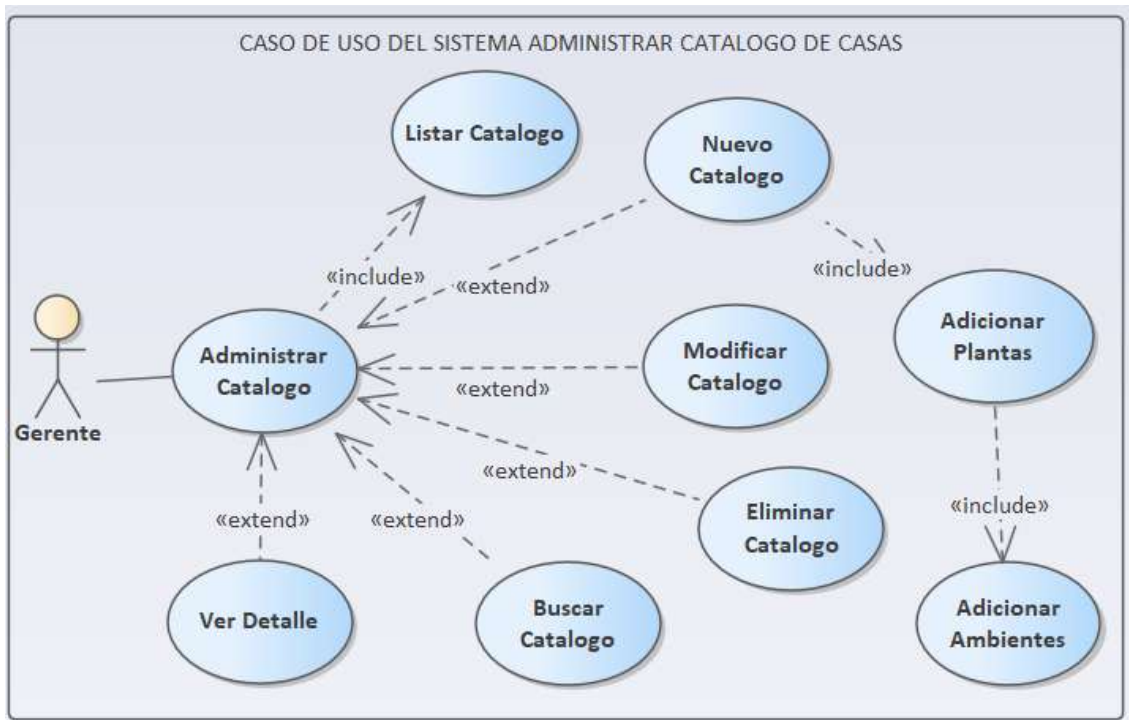 CASO DE USO DEL SISTEMA ADMINISTRAR CATALOGO DE CASAS
Listar Catalogo
Nuevo
Catalogo
«include»
«extend»
«include»
Administrar
Catalogo
Modificar
Catalogo
Adicionar
Plantas
«extend»
Gerente
«extend»
«extend»
«extend»
Eliminar
Catalogo
«include»
Ver Detalle
Buscar
Catalogo
Adicionar
Ambientes